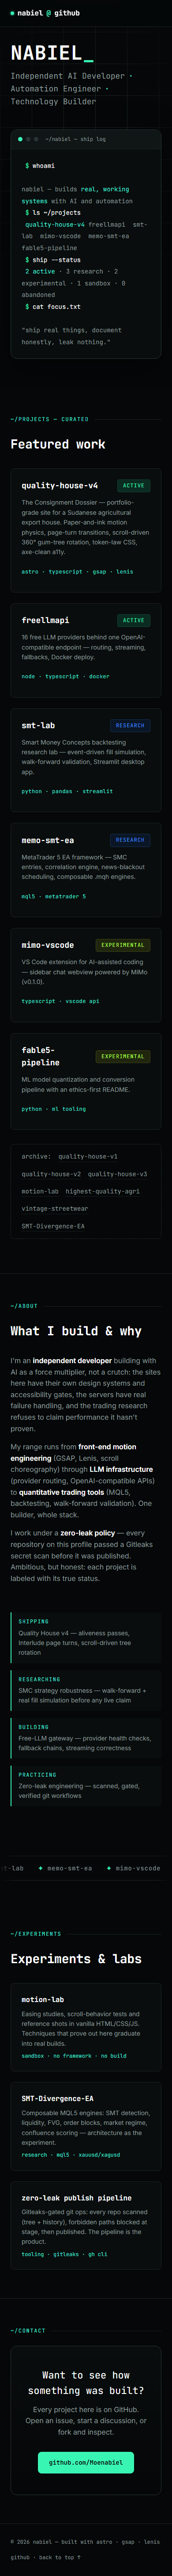 nabiel @ github
NABIEL_
Independent AI Developer ·
Automation Engineer ·
Technology Builder
~/nabiel — ship log
$ whoami
nabiel — builds real, working
systems with AI and automation
$ ls ~/projects
quality-house-v4 freellmapi smt-
lab mimo-vscode memo-smt-ea
fable5-pipeline
$ ship --status
2 active · 3 research · 2
experimental · 1 sandbox · 0
abandoned
$ cat focus.txt
"ship real things, document
honestly, leak nothing."
~/PROJECTS — CURATED
Featured work
quality-house-v4
ACTIVE
The Consignment Dossier — portfolio-
grade site for a Sudanese agricultural
export house. Paper-and-ink motion
physics, page-turn transitions, scroll-driven
360° gum-tree rotation, token-law CSS,
axe-clean a11y.
astro · typescript · gsap · lenis
freellmapi
ACTIVE
16 free LLM providers behind one OpenAI-
compatible endpoint — routing, streaming,
fallbacks, Docker deploy.
node · typescript · docker
smt-lab
RESEARCH
Smart Money Concepts backtesting
research lab — event-driven fill simulation,
walk-forward validation, Streamlit desktop
app.
python · pandas · streamlit
memo-smt-ea
RESEARCH
MetaTrader 5 EA framework — SMC
entries, correlation engine, news-blackout
scheduling, composable .mqh engines.
mql5 · metatrader 5
mimo-vscode
EXPERIMENTAL
VS Code extension for AI-assisted coding
— sidebar chat webview powered by MiMo
(v0.1.0).
typescript · vscode api
fable5-
pipeline
EXPERIMENTAL
ML model quantization and conversion
pipeline with an ethics-first README.
python · ml tooling
archive: quality-house-v1
quality-house-v2 quality-house-v3
motion-lab highest-quality-agri
vintage-streetwear
SMT-Divergence-EA
~/ABOUT
What I build & why
I'm an independent developer building with
AI as a force multiplier, not a crutch: the sites
here have their own design systems and
accessibility gates, the servers have real
failure handling, and the trading research
refuses to claim performance it hasn't
proven.
My range runs from front-end motion
engineering (GSAP, Lenis, scroll
choreography) through LLM infrastructure
(provider routing, OpenAI-compatible APIs)
to quantitative trading tools (MQL5,
backtesting, walk-forward validation). One
builder, whole stack.
I work under a zero-leak policy — every
repository on this profile passed a Gitleaks
secret scan before it was published.
Ambitious, but honest: each project is
labeled with its true status.
SHIPPING
Quality House v4 — aliveness passes,
Interlude page turns, scroll-driven tree
rotation
RESEARCHING
SMC strategy robustness — walk-forward +
real fill simulation before any live claim
BUILDING
Free-LLM gateway — provider health checks,
fallback chains, streaming correctness
PRACTICING
Zero-leak engineering — scanned, gated,
verified git workflows
t-lab ✦ memo-smt-ea ✦ mimo-vscode
~/EXPERIMENTS
Experiments & labs
motion-lab
Easing studies, scroll-behavior tests and
reference shots in vanilla HTML/CSS/JS.
Techniques that prove out here graduate
into real builds.
sandbox · no framework · no build
SMT-Divergence-EA
Composable MQL5 engines: SMT detection,
liquidity, FVG, order blocks, market regime,
confluence scoring — architecture as the
experiment.
research · mql5 · xauusd/xagusd
zero-leak publish pipeline
Gitleaks-gated git ops: every repo scanned
(tree + history), forbidden paths blocked at
stage, then published. The pipeline is the
product.
tooling · gitleaks · gh cli
~/CONTACT
Want to see how
something was built?
Every project here is on GitHub.
Open an issue, start a discussion, or
fork and inspect.
github.com/Moenabiel
© 2026 nabiel — built with astro · gsap · lenis
github · back to top ↑